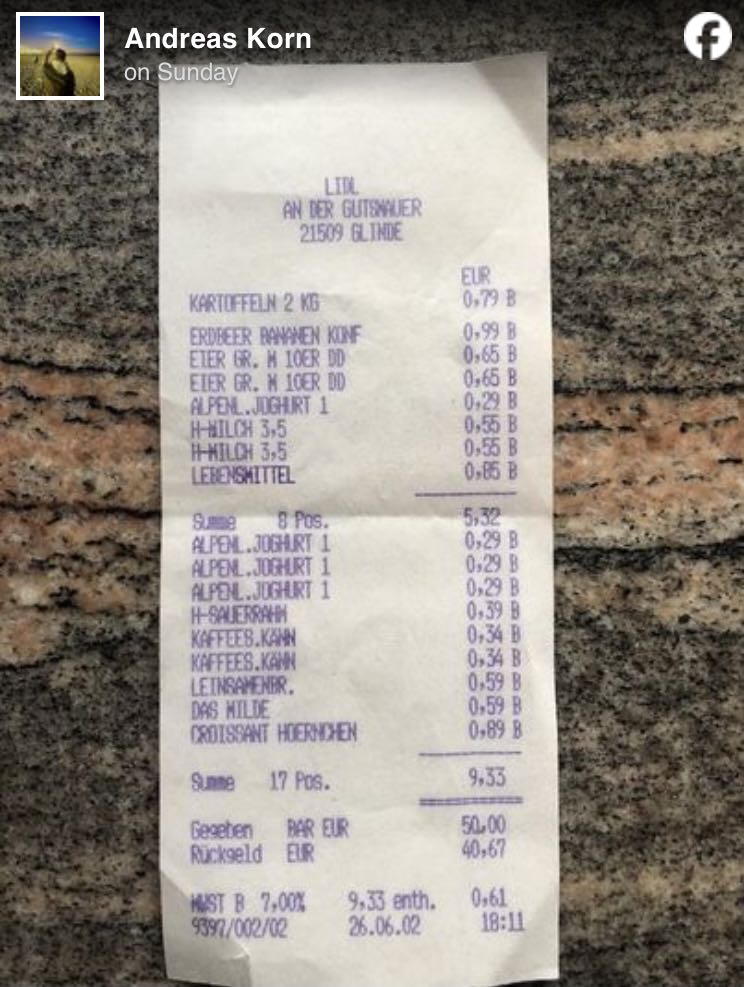 Andreas Korn
on Sunday
LIDL
AN DER GUTSMAUER
21509 GLINDE
EUR
KARTOFFELN 2 KG 0,79 B
ERDBEER BANANEN KONF 0,99 B
EIER GR. M 10ER DD 0,65 B
EIER GR. M 10ER DD 0,65 B
ALPENL.JOGHURT 1 0,29 B
H-MILCH 3,5 0,55 B
H-MILCH 3,5 0,55 B
LEBENSMITTEL 0,85 B
Summe 8 Pos. 5,32
ALPENL.JOGHURT 1 0,29 B
ALPENL.JOGHURT 1 0,29 B
ALPENL.JOGHURT 1 0,29 B
H-SAUERRAHM 0,39 B
KAFFEES.KANN 0,34 B
KAFFEES.KANN 0,34 B
LEINSAMENBR. 0,59 B
DAS MILDE 0,59 B
CROISSANT HOERNCHEN 0,89 B
Summe 17 Pos. 9,33
Gegeben BAR EUR 50,00
Rückgeld EUR 40,67
MWST B 7,00% 9,33 enth. 0,61
9397/002/02 26.06.02 18:11